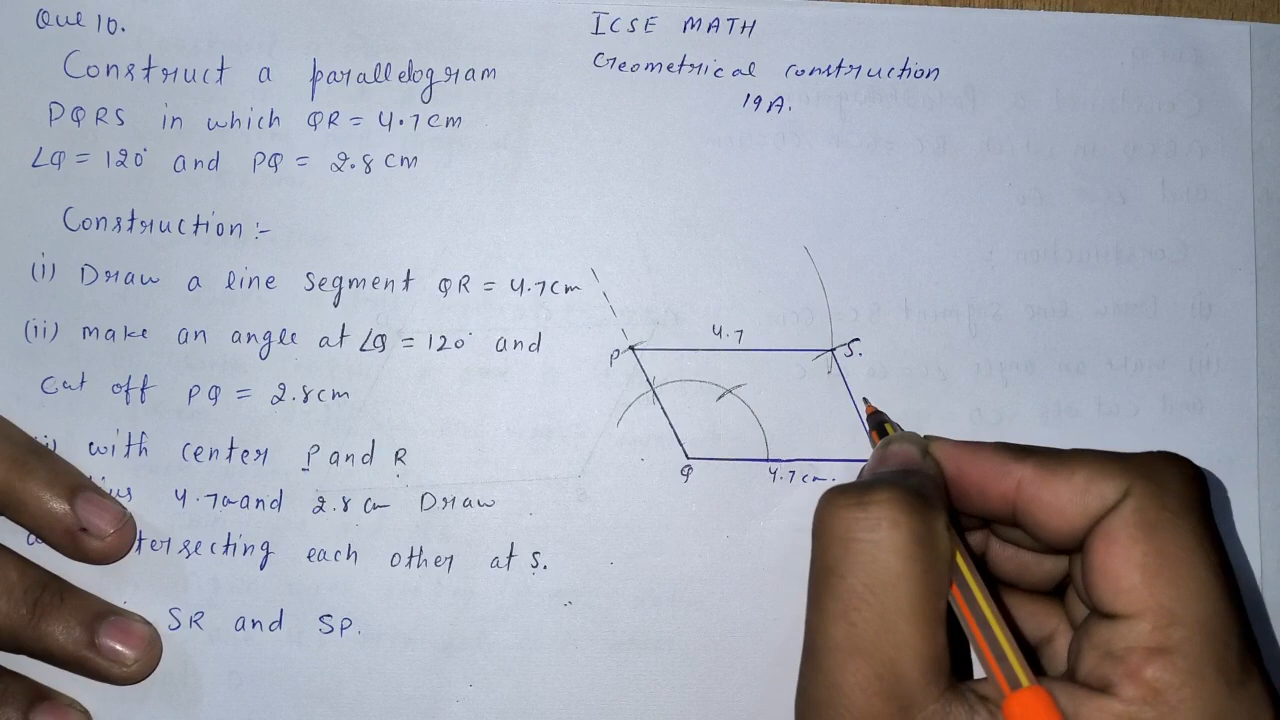 Que 10.
Construct a parallelogram
PQRS in which QR = 4.7cm
∠Q = 120° and PQ = 2.8 cm
Construction :-
(i) Draw a line segment QR = 4.7cm
(ii) make an angle at ∠Q = 120° and
Cut off PQ = 2.8cm
with center P and R
4.7 and 2.8 cm Draw
each other at S.
SR and SP.
ICSE MATH
Geometrical construction
19A.
4.7
P
S.
Q
4.7cm.